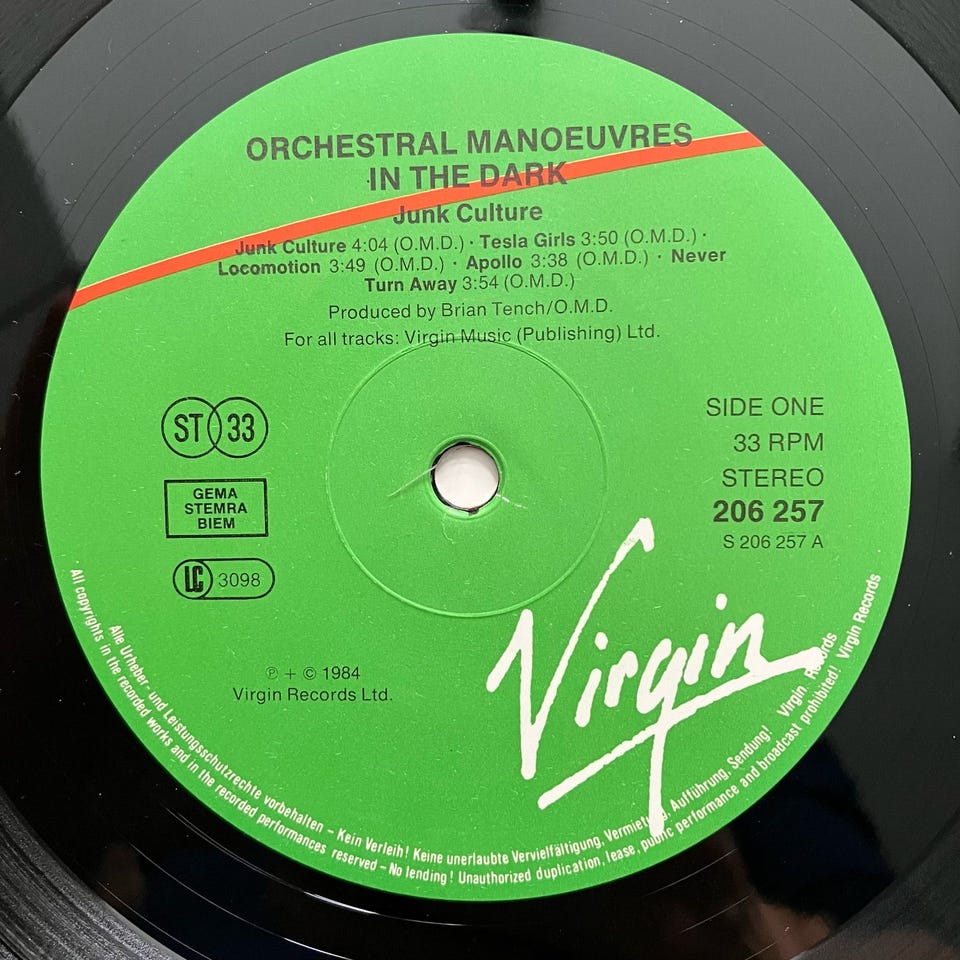 ORCHESTRAL MANOEUVRES
IN THE DARK
Junk Culture
Junk Culture 4:04 (O.M.D.) · Tesla Girls 3:50 (O.M.D.) ·
Locomotion 3:49 (O.M.D.) · Apollo 3:38 (O.M.D.) · Never
Turn Away 3:54 (O.M.D.)
Produced by Brian Tench/O.M.D.
For all tracks: Virgin Music (Publishing) Ltd.
ST 33
GEMA
STEMRA
BIEM
LC 3098
SIDE ONE
33 RPM
STEREO
206 257
S 206 257 A
℗ + © 1984
Virgin Records Ltd.
Virgin
Alle Urheber- und Leistungsschutzrechte vorbehalten – Kein Verleih! Keine unerlaubte Vervielfältigung, Vermietung, Aufführung, Sendung! Virgin Records
All copyrights in the recorded works and in the recorded performances reserved – No lending! Unauthorized duplication, lease, public performance and broadcast prohibited! Virgin Records